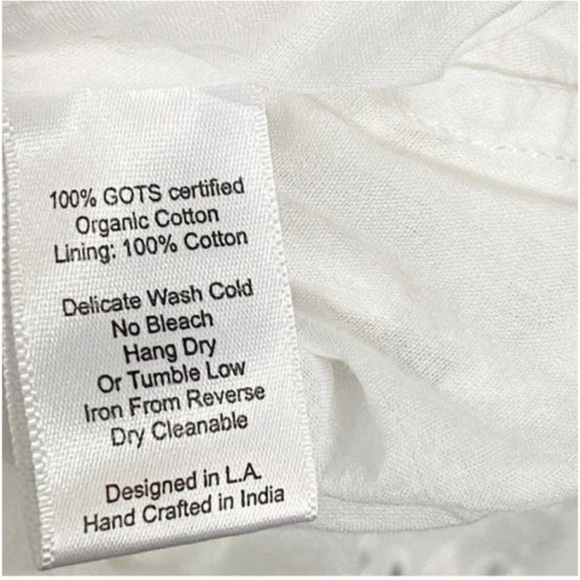 100% GOTS certified
Organic Cotton
Lining: 100% Cotton
Delicate Wash Cold
No Bleach
Hang Dry
Or Tumble Low
Iron From Reverse
Dry Cleanable
Designed in L.A.
Hand Crafted in India